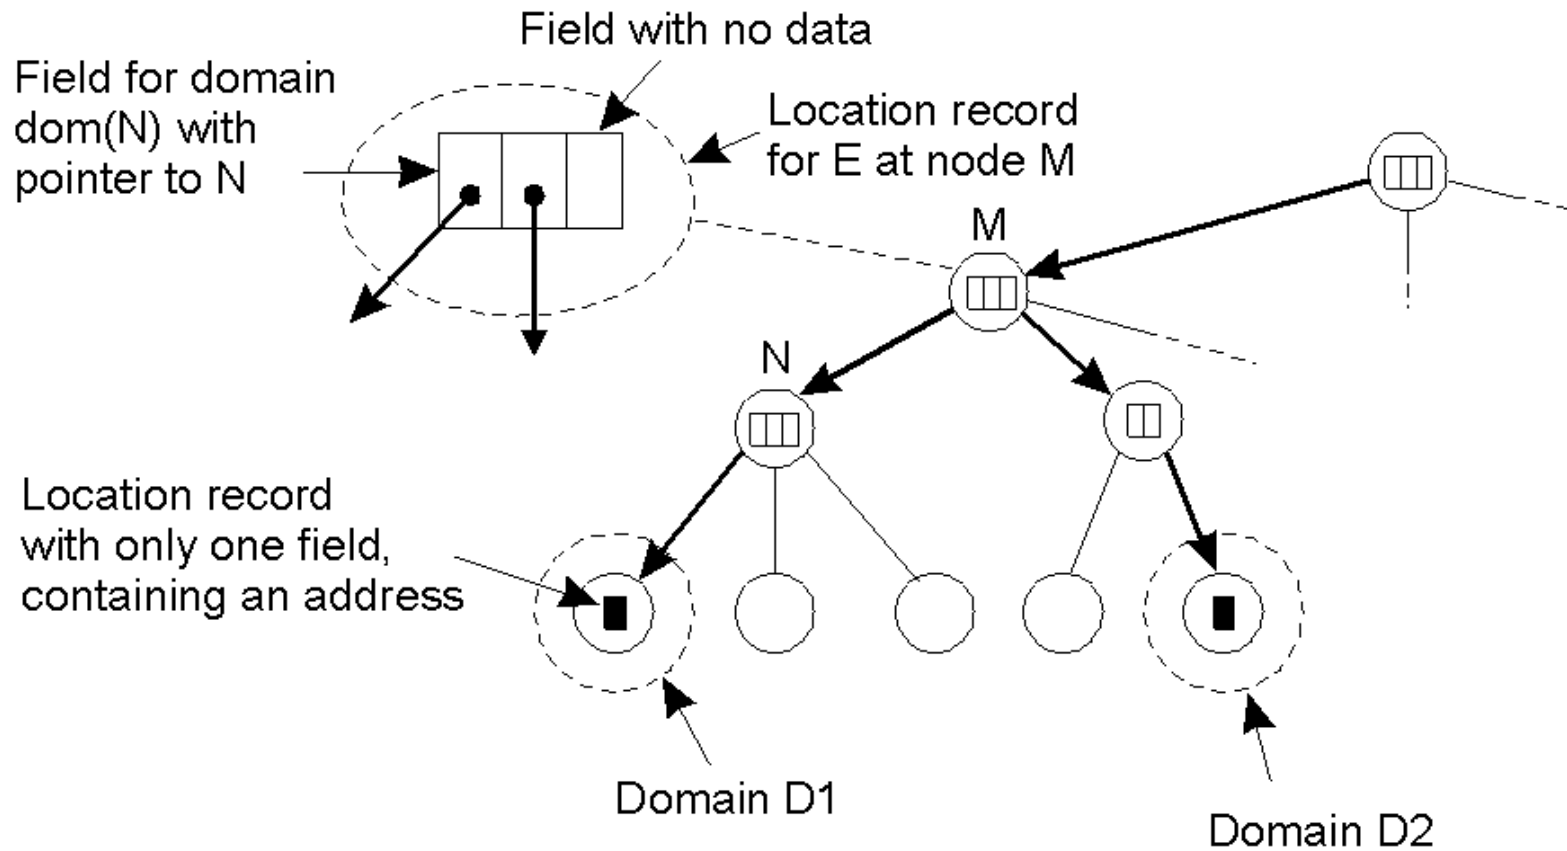 Field with no data
Field for domain
dom(N) with
pointer to N
Location record
for E at node M
M
N
Location record
with only one field,
containing an address
Domain D1
Domain D2